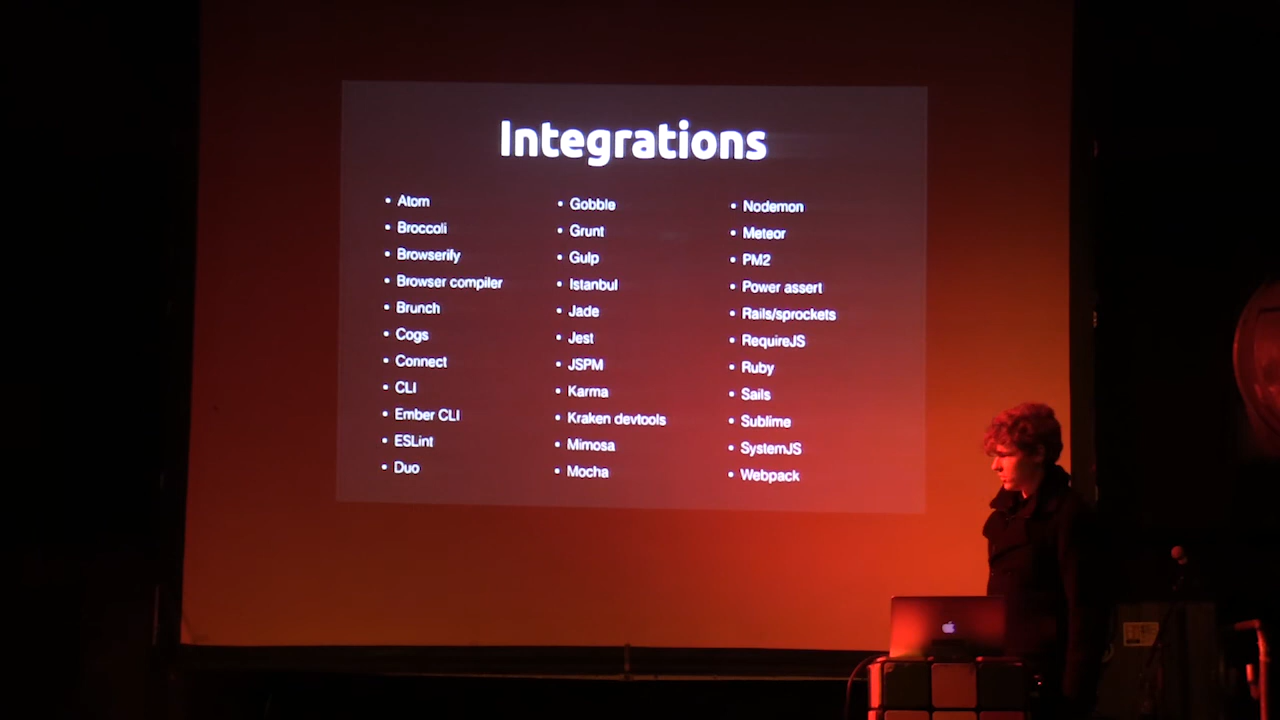 Integrations
• Atom
• Broccoli
• Browserify
• Browser compiler
• Brunch
• Cogs
• Connect
• CLI
• Ember CLI
• ESLint
• Duo
• Gobble
• Grunt
• Gulp
• Istanbul
• Jade
• Jest
• JSPM
• Karma
• Kraken devtools
• Mimosa
• Mocha
• Nodemon
• Meteor
• PM2
• Power assert
• Rails/sprockets
• RequireJS
• Ruby
• Sails
• Sublime
• SystemJS
• Webpack